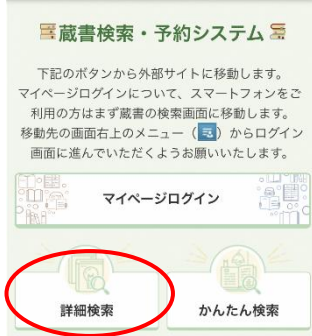 蔵書検索・予約システム
下記のボタンから外部サイトに移動します。
マイページログインについて、スマートフォンをご
利用の方はまず蔵書の検索画面に移動します。
移動先の画面右上のメニュー（）からログイン
画面に進んでいただくようお願いいたします。
マイページログイン
詳細検索
かんたん検索